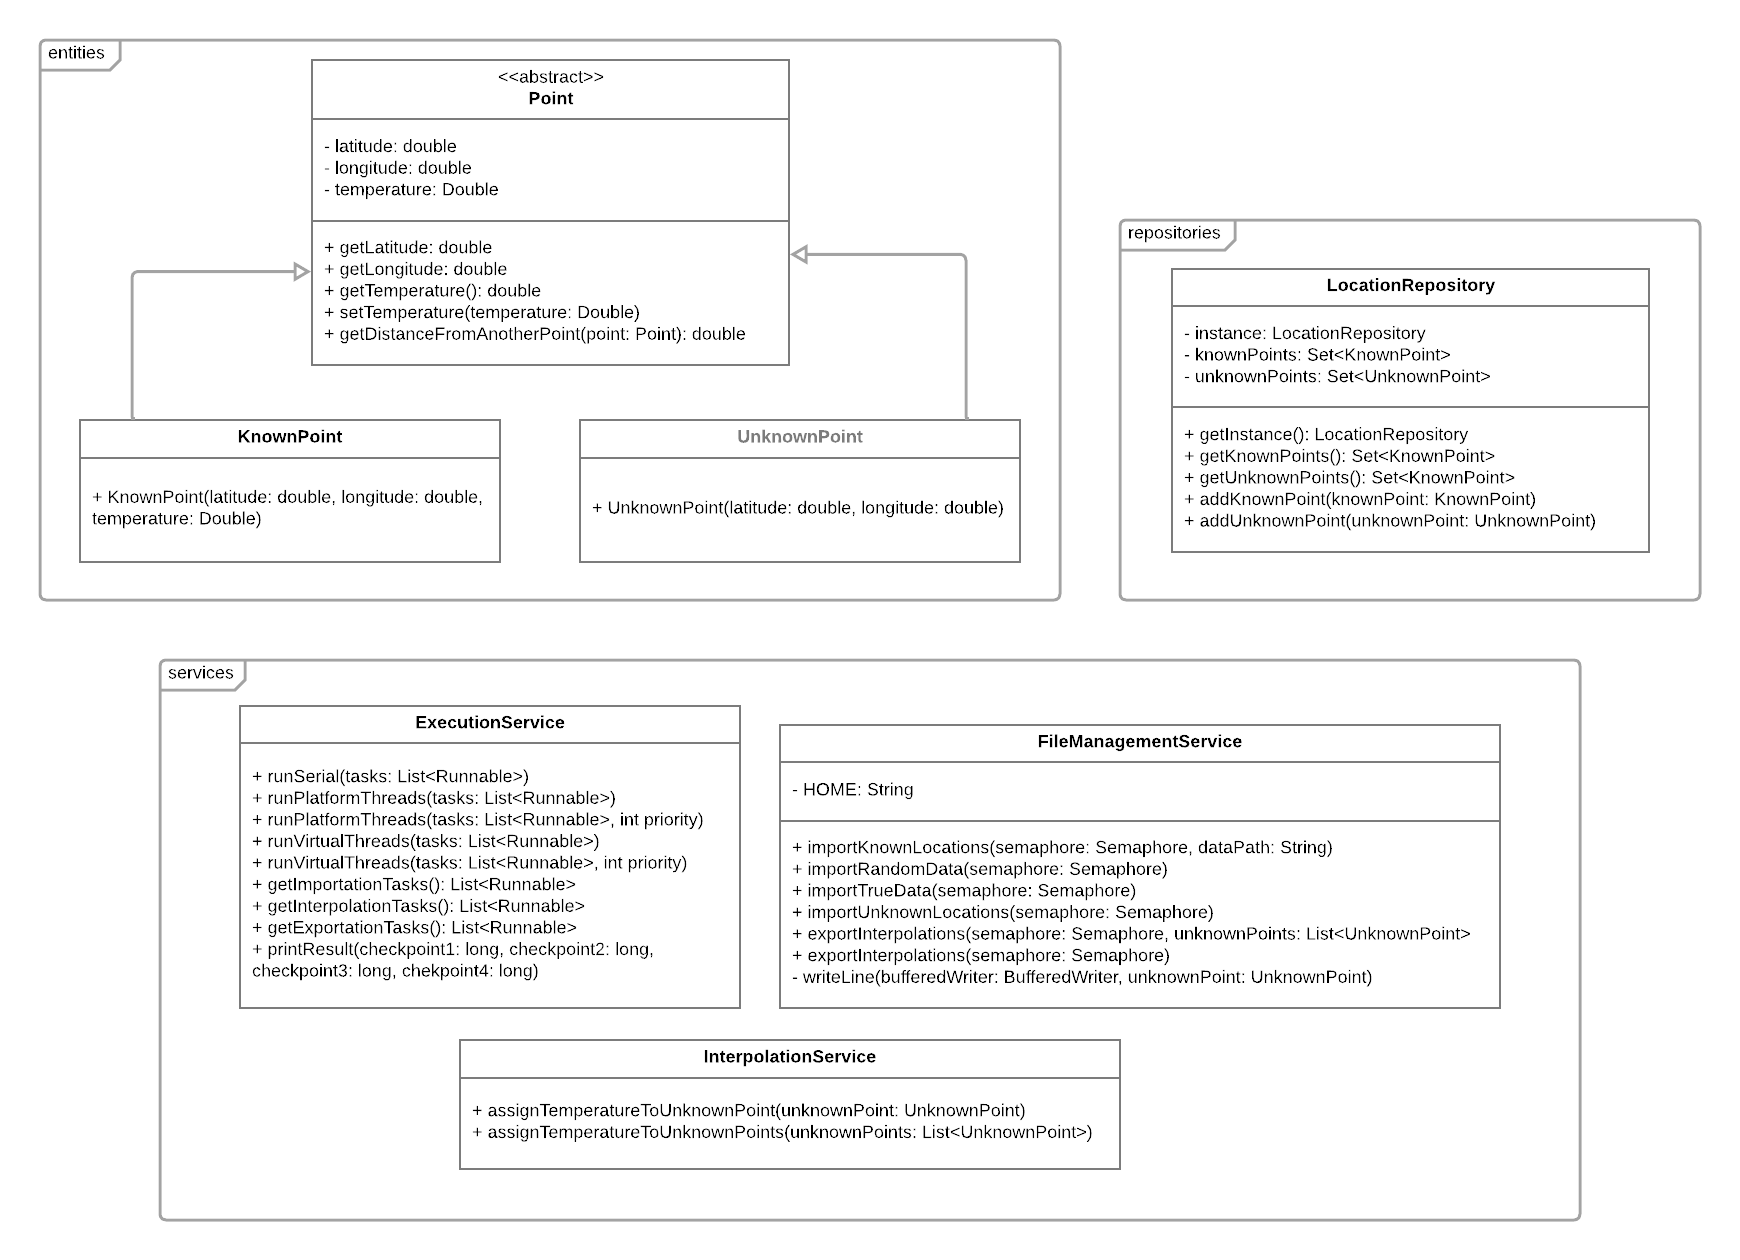 entities
<<abstract>>
Point
- latitude: double
- longitude: double
- temperature: Double
+ getLatitude: double
+ getLongitude: double
+ getTemperature(): double
+ setTemperature(temperature: Double)
+ getDistanceFromAnotherPoint(point: Point): double
KnownPoint
+ KnownPoint(latitude: double, longitude: double,
temperature: Double)
UnknownPoint
+ UnknownPoint(latitude: double, longitude: double)
repositories
LocationRepository
- instance: LocationRepository
- knownPoints: Set<KnownPoint>
- unknownPoints: Set<UnknownPoint>
+ getInstance(): LocationRepository
+ getKnownPoints(): Set<KnownPoint>
+ getUnknownPoints(): Set<KnownPoint>
+ addKnownPoint(knownPoint: KnownPoint)
+ addUnknownPoint(unknownPoint: UnknownPoint)
services
ExecutionService
+ runSerial(tasks: List<Runnable>)
+ runPlatformThreads(tasks: List<Runnable>)
+ runPlatformThreads(tasks: List<Runnable>, int priority)
+ runVirtualThreads(tasks: List<Runnable>)
+ runVirtualThreads(tasks: List<Runnable>, int priority)
+ getImportationTasks(): List<Runnable>
+ getInterpolationTasks(): List<Runnable>
+ getExportationTasks(): List<Runnable>
+ printResult(checkpoint1: long, checkpoint2: long,
checkpoint3: long, chekpoint4: long)
FileManagementService
- HOME: String
+ importKnownLocations(semaphore: Semaphore, dataPath: String)
+ importRandomData(semaphore: Semaphore)
+ importTrueData(semaphore: Semaphore)
+ importUnknownLocations(semaphore: Semaphore)
+ exportInterpolations(semaphore: Semaphore, unknownPoints: List<UnknownPoint>
+ exportInterpolations(semaphore: Semaphore)
- writeLine(bufferedWriter: BufferedWriter, unknownPoint: UnknownPoint)
InterpolationService
+ assignTemperatureToUnknownPoint(unknownPoint: UnknownPoint)
+ assignTemperatureToUnknownPoints(unknownPoints: List<UnknownPoint>)